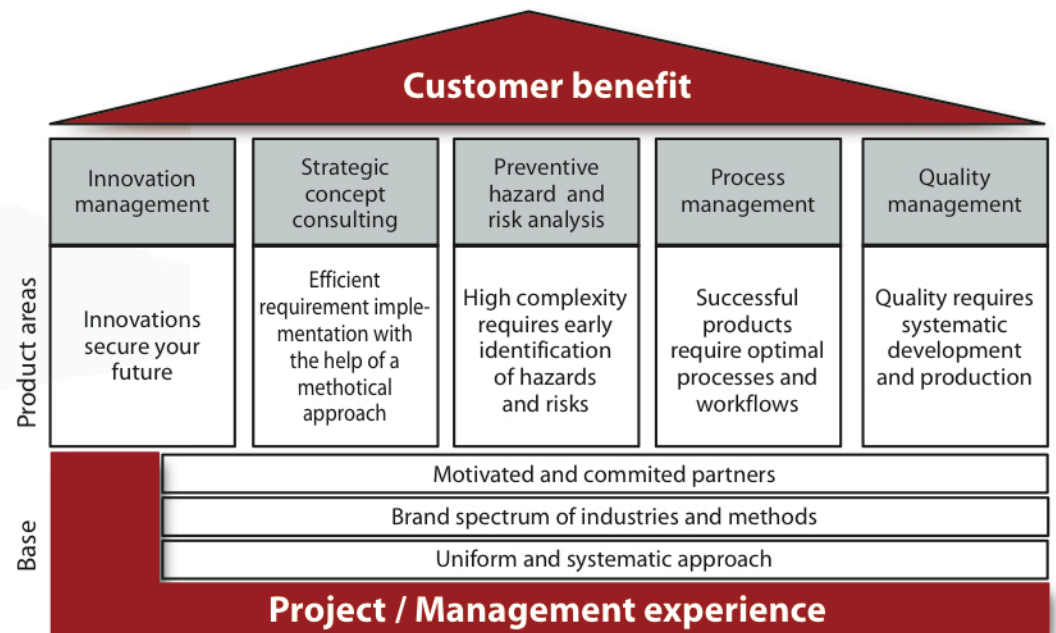 Customer benefit
Innovation
management
Strategic
concept
consulting
Preventive
hazard and
risk analysis
Process
management
Quality
management
Product areas
Innovations
secure your
future
Efficient
requirement imple-
mentation with
the help of a
methotical
approach
High complexity
requires early
identification
of hazards
and risks
Successful
products
require optimal
processes and
workflows
Quality requires
systematic
development
and production
Base
Motivated and commited partners
Brand spectrum of industries and methods
Uniform and systematic approach
Project / Management experience